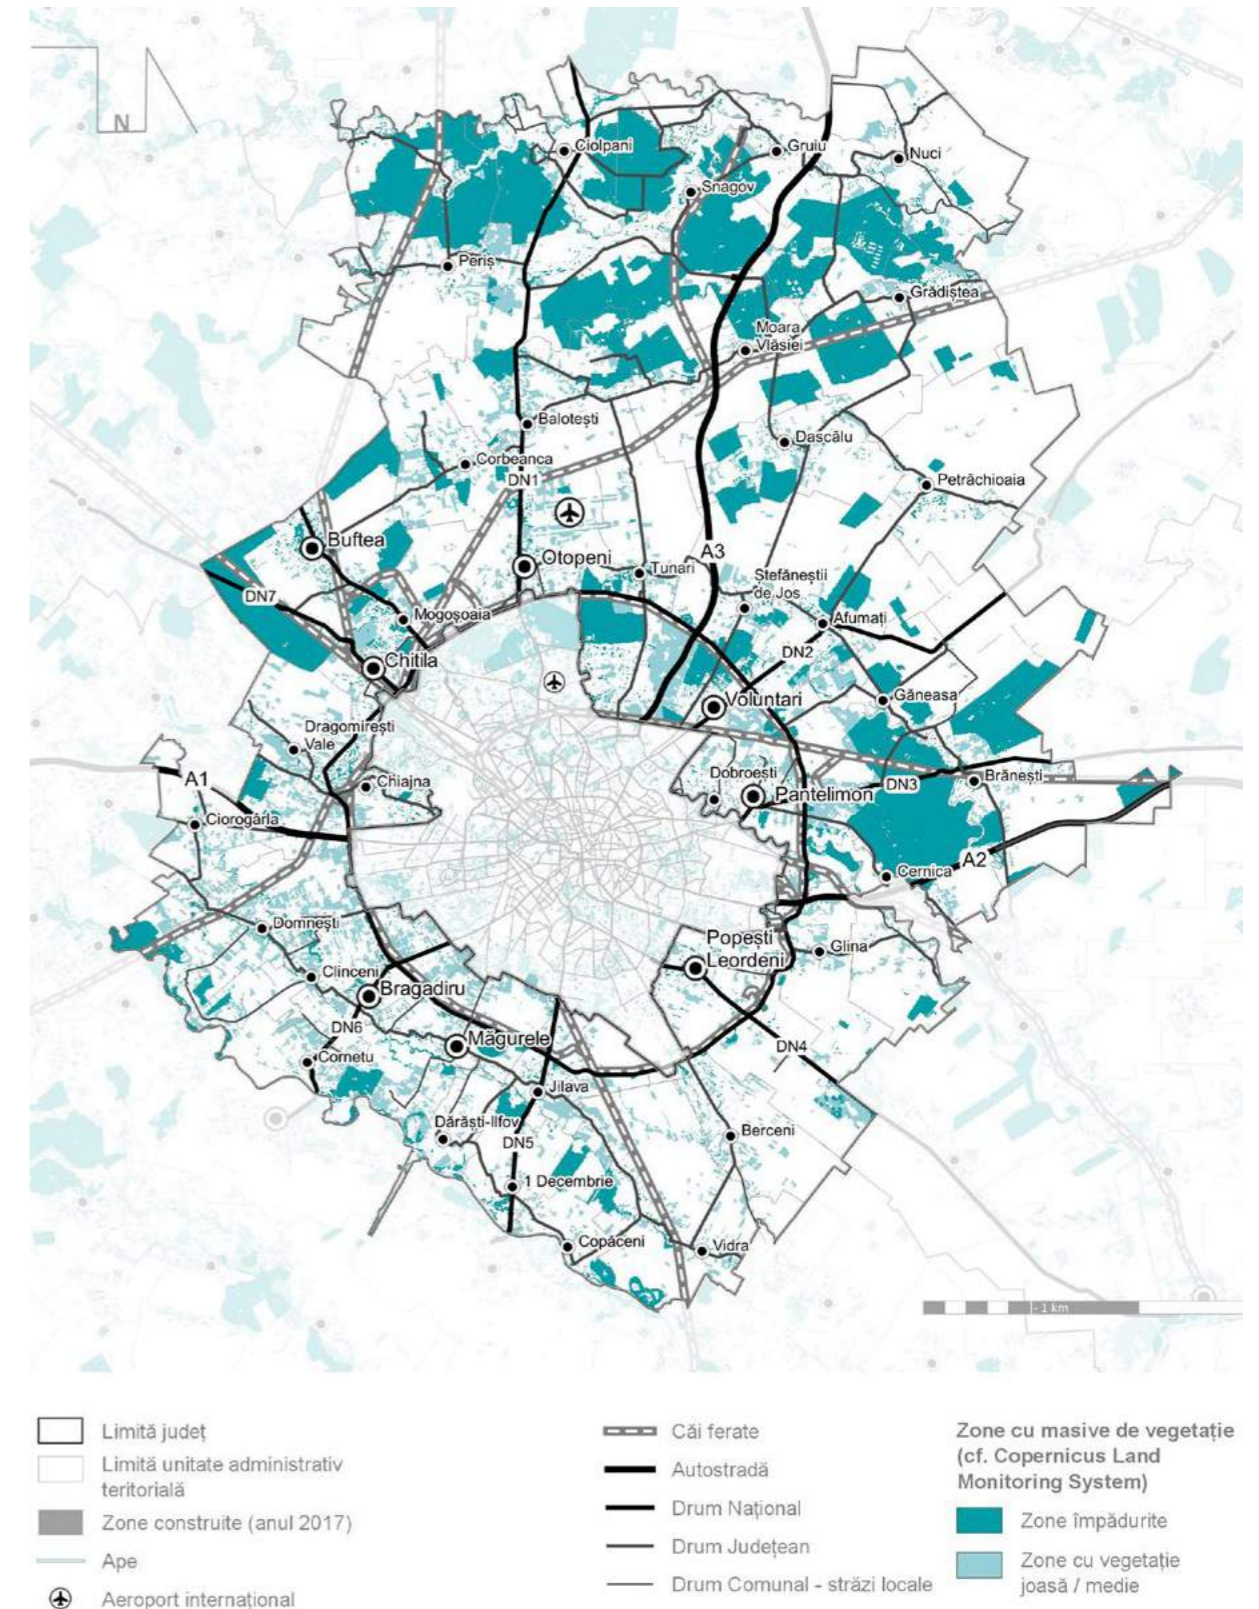 N
Ciolpani
Gruiu
Nuci
Snagov
Periș
Grădiștea
Moara
Vlăsiei
Balotești
Dascălu
Corbeanca
DN1
Petrăchioaia
Buftea
Otopeni
A3
Tunari
Ștefăneștii
de Jos
DN7
Mogoșoaia
Afumați
DN2
Chitila
Găneasa
Voluntari
Dragomirești
Vale
Dobroești
Brănești
A1
Chiajna
Pantelimon
DN3
Ciorogârla
A2
Cernica
Domnești
Popești
Leordeni
Glina
Clinceni
Bragadiru
DN6
Măgurele
DN4
Cornetu
Jilava
Dărăști-Ilfov
DN5
Berceni
1 Decembrie
Copăceni
Vidra
1 km
Limită județ
Limită unitate administrativ
teritorială
Zone construite (anul 2017)
Ape
Aeroport internațional
Căi ferate
Autostradă
Drum Național
Drum Județean
Drum Comunal - străzi locale
Zone cu masive de vegetație
(cf. Copernicus Land
Monitoring System)
Zone împădurite
Zone cu vegetație
joasă / medie